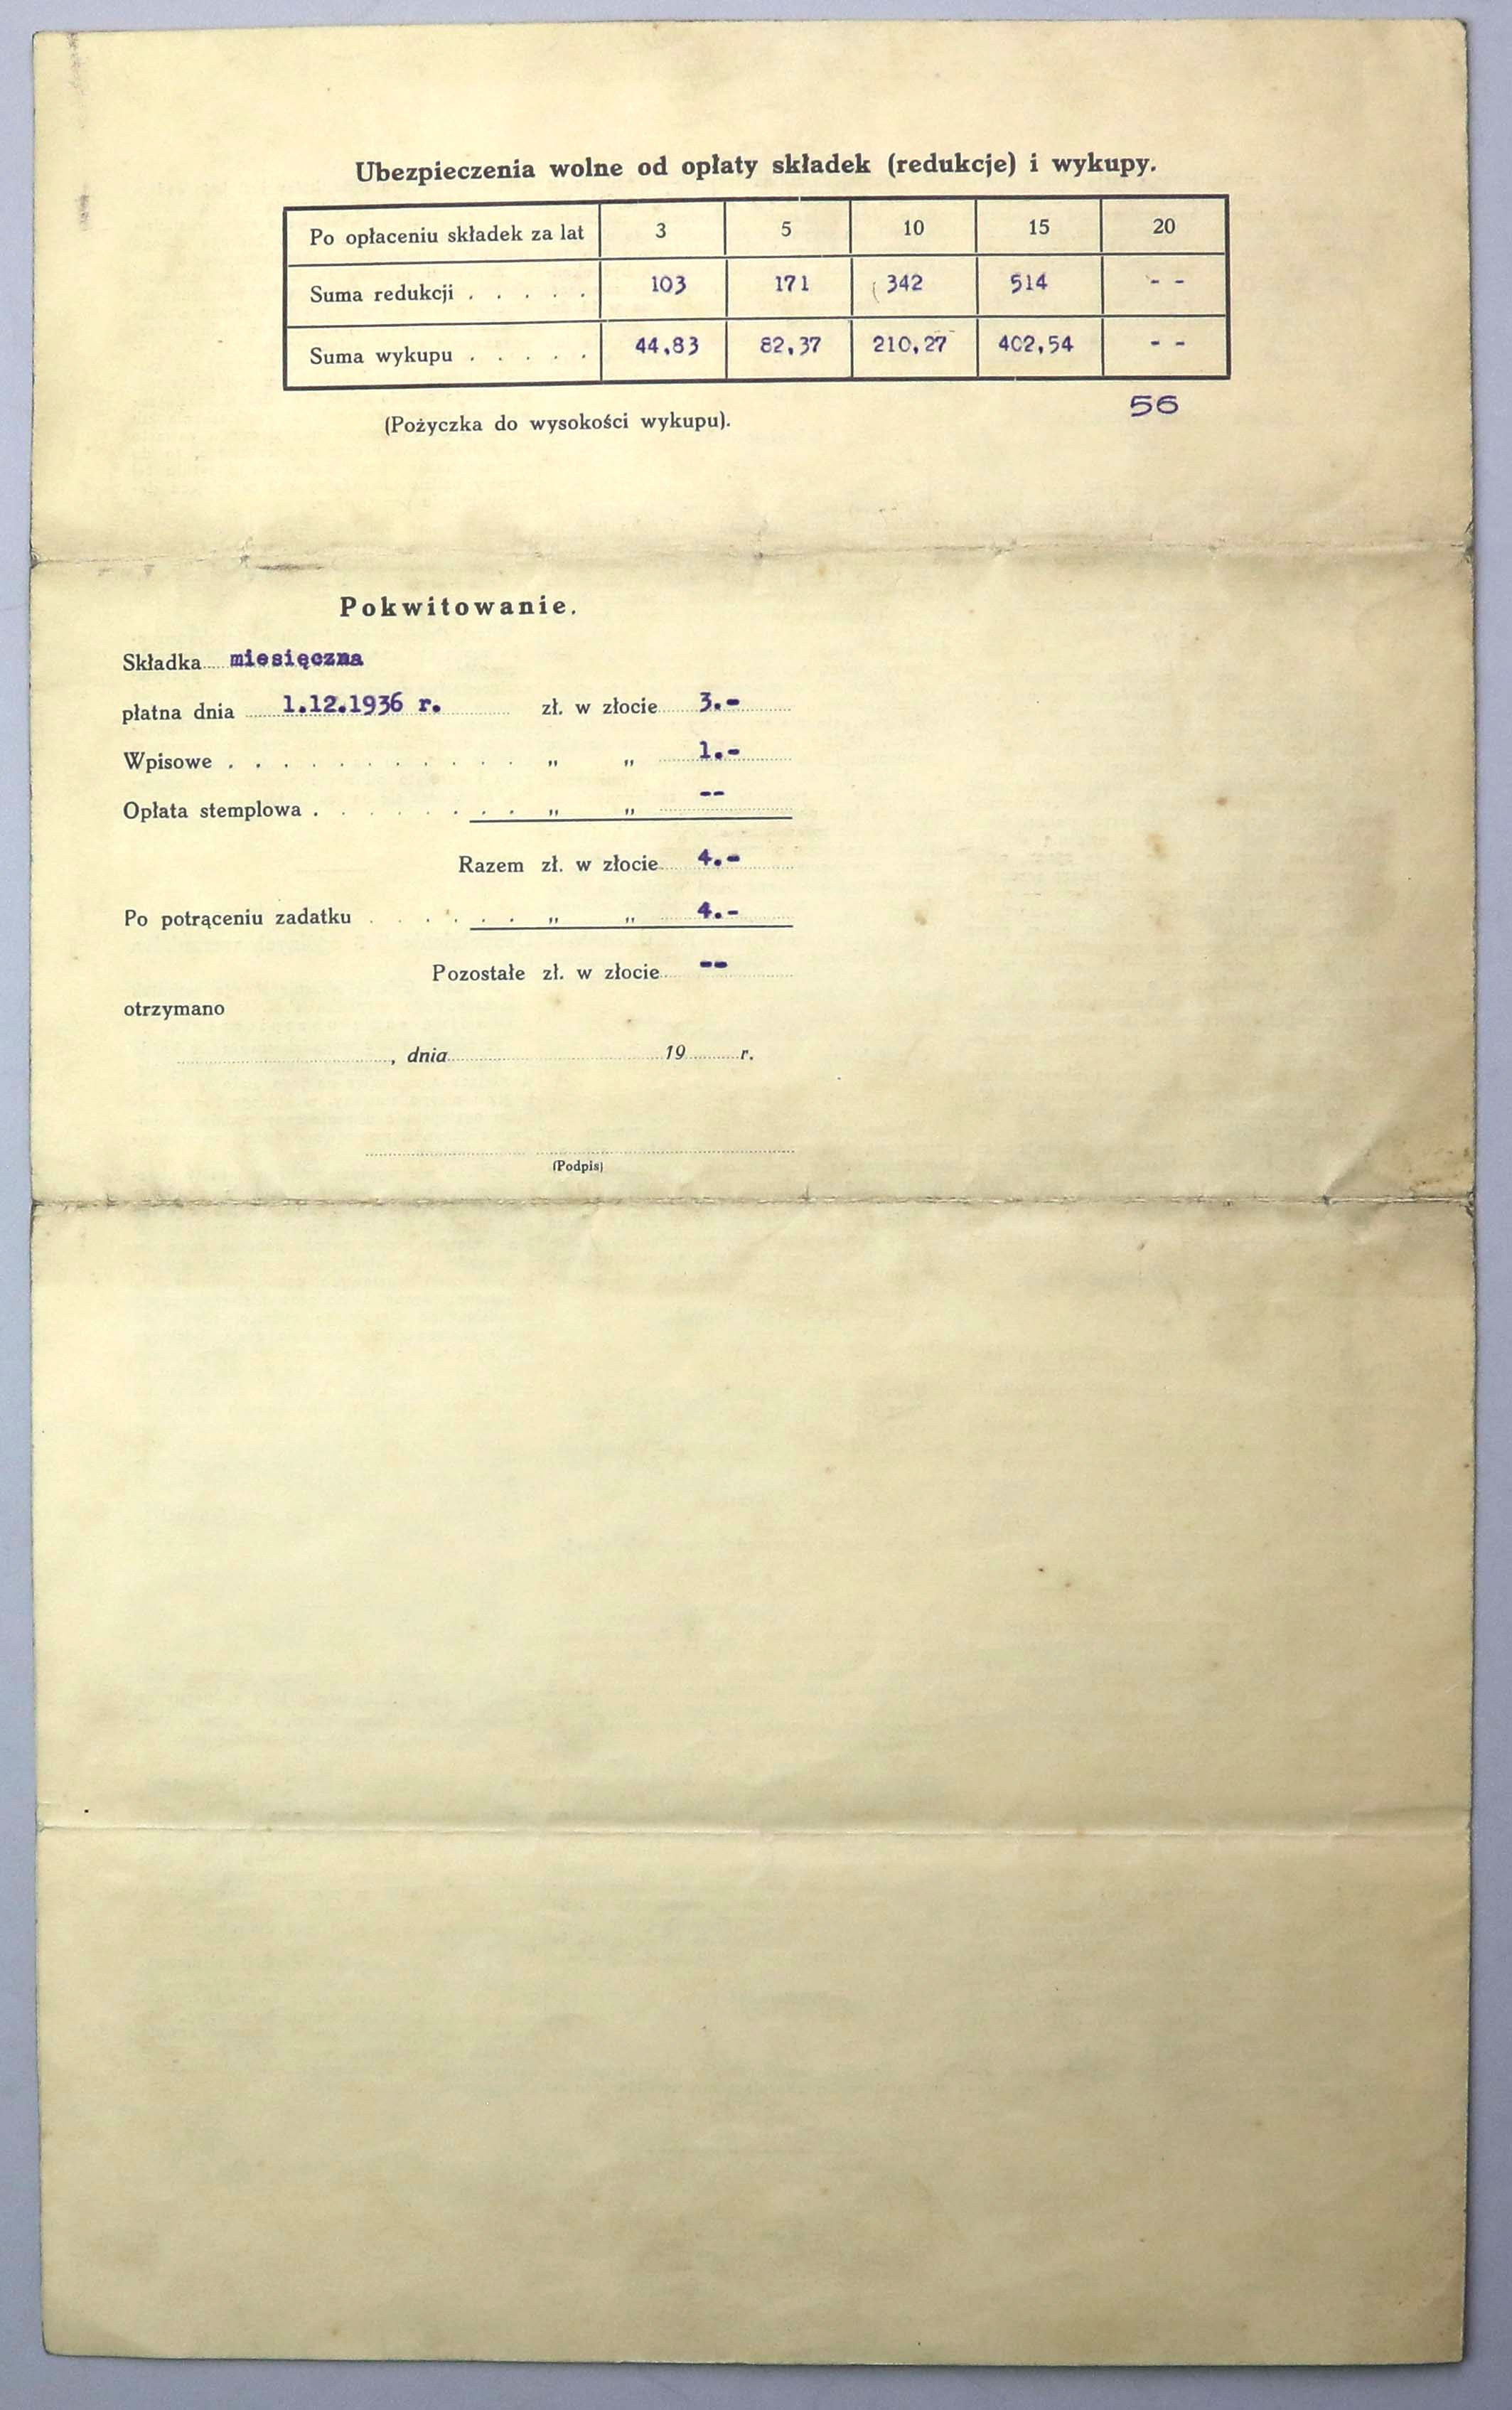 Ubezpieczenia wolne od opłaty składek (redukcje) i wykupy.
Po opłaceniu składek za lat 3 5 10 15 20
Suma redukcji . . . . . 103 171 342 514 - -
Suma wykupu . . . . . 44,83 82,37 210,27 402,54 - -
(Pożyczka do wysokości wykupu).
56
Pokwitowanie.
Składka miesięczna
płatna dnia 1.12.1936 r. zł. w złocie 3.-
Wpisowe . . . . . . . . . . . " " 1.-
Opłata stemplowa . . . . . . . . " " --
Razem zł. w złocie 4.-
Po potrąceniu zadatku . . . . . . " " 4.-
Pozostałe zł. w złocie --
otrzymano
, dnia 19 r.
(Podpis)